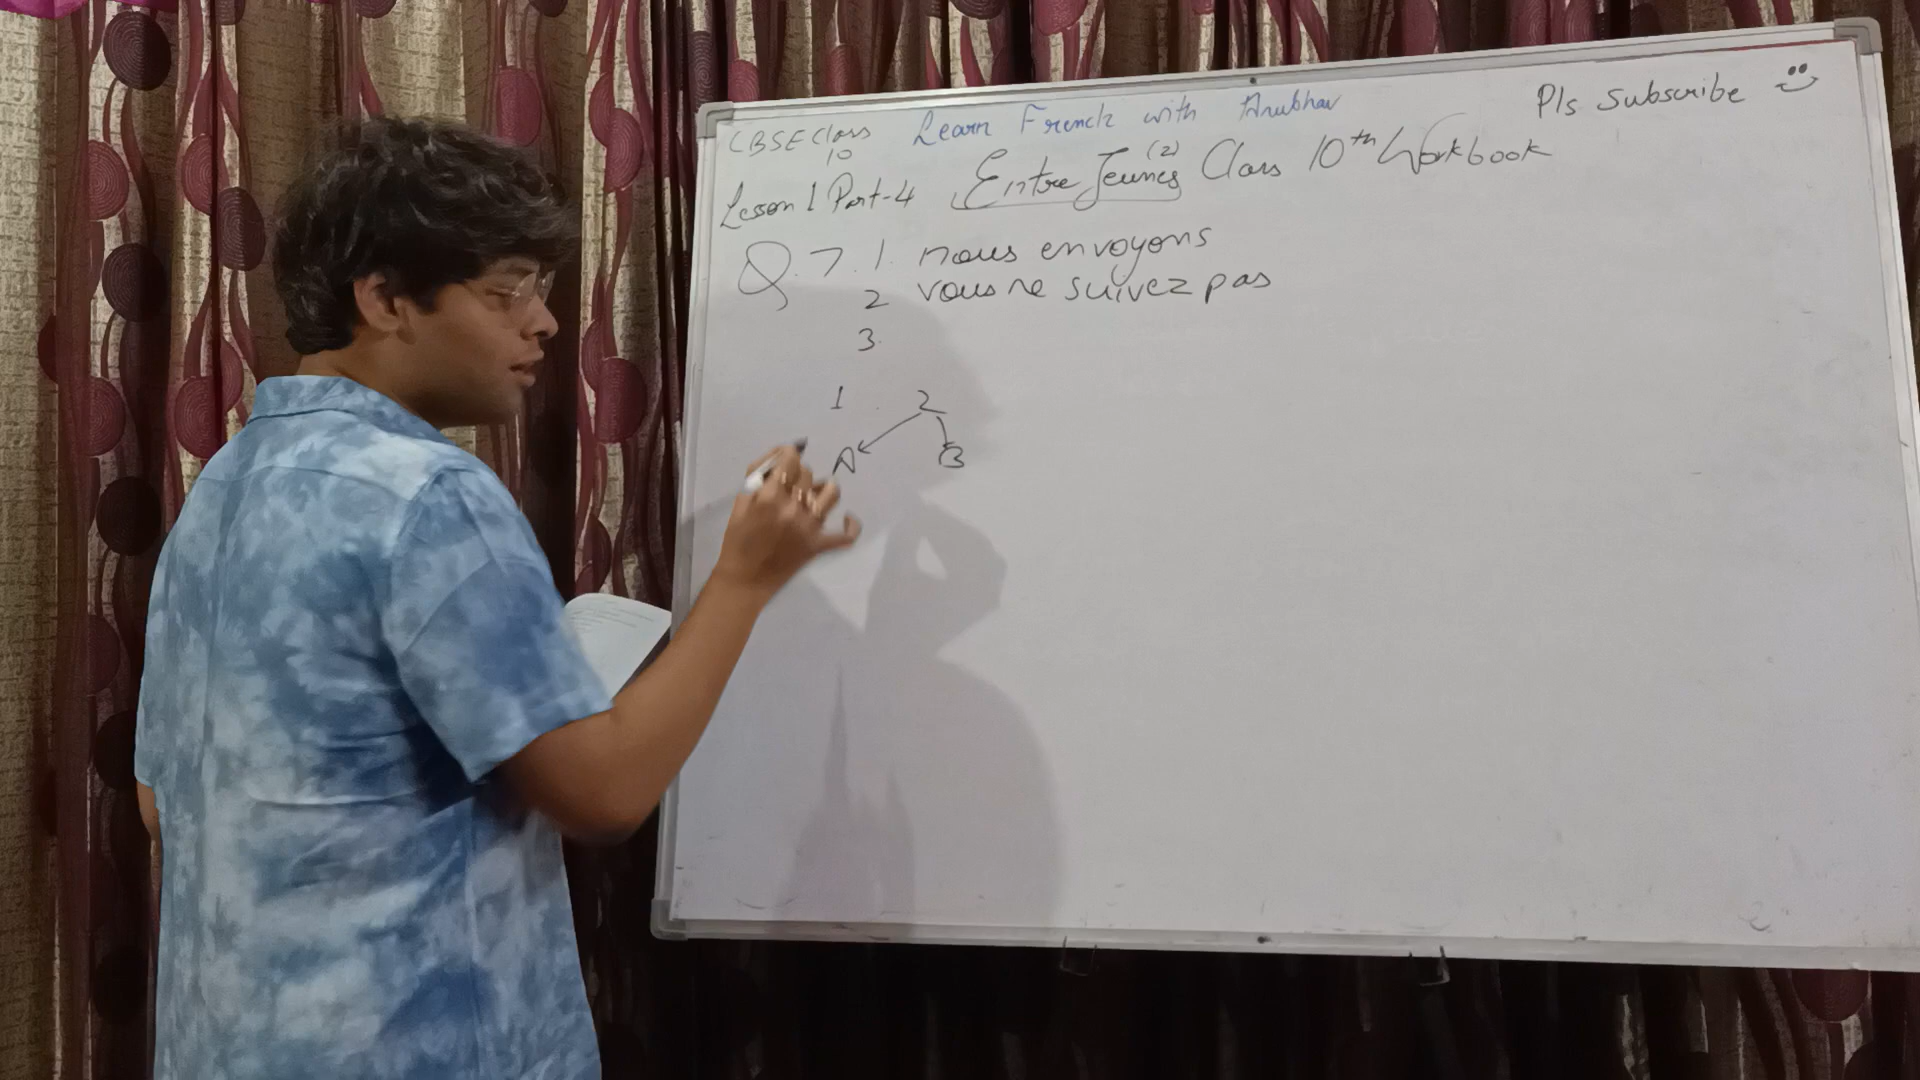 Learn French with Anubhav
Pls Subscribe
CBSE Class
10
Entre Jeunes (2) Class 10th Workbook
Lesson 1 Part-4
Q.7. 1. nous envoyons
2 vous ne suivez pas
3.
1 2
A B